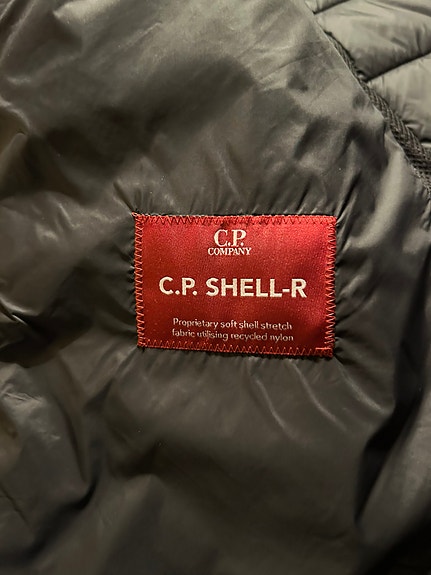 C.P.
COMPANY
C.P. SHELL-R
Proprietary soft shell stretch
fabric utilising recycled nylon